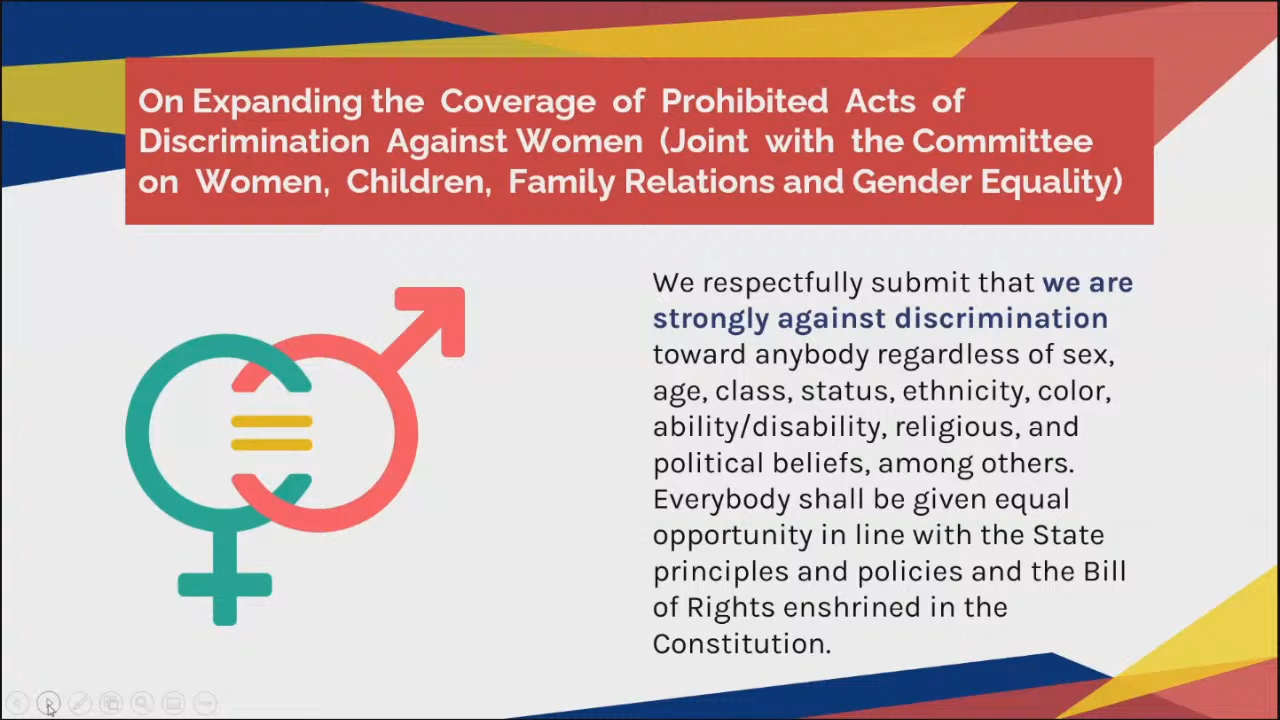 On Expanding the Coverage of Prohibited Acts of
Discrimination Against Women (Joint with the Committee
on Women, Children, Family Relations and Gender Equality)
We respectfully submit that we are
strongly against discrimination
toward anybody regardless of sex,
age, class, status, ethnicity, color,
ability/disability, religious, and
political beliefs, among others.
Everybody shall be given equal
opportunity in line with the State
principles and policies and the Bill
of Rights enshrined in the
Constitution.